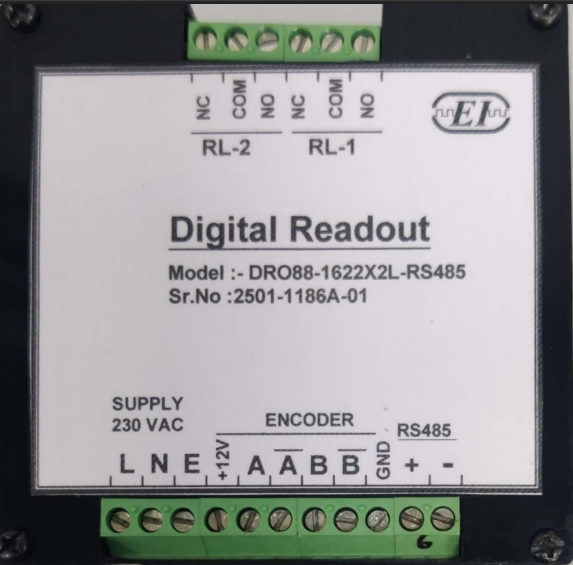 NC COM NO NC COM NO
RL-2 RL-1
EI
Digital Readout
Model :- DRO88-1622X2L-RS485
Sr.No :2501-1186A-01
SUPPLY
230 VAC
ENCODER
RS485
L N E +12V A A̅ B B̅ GND + -
6